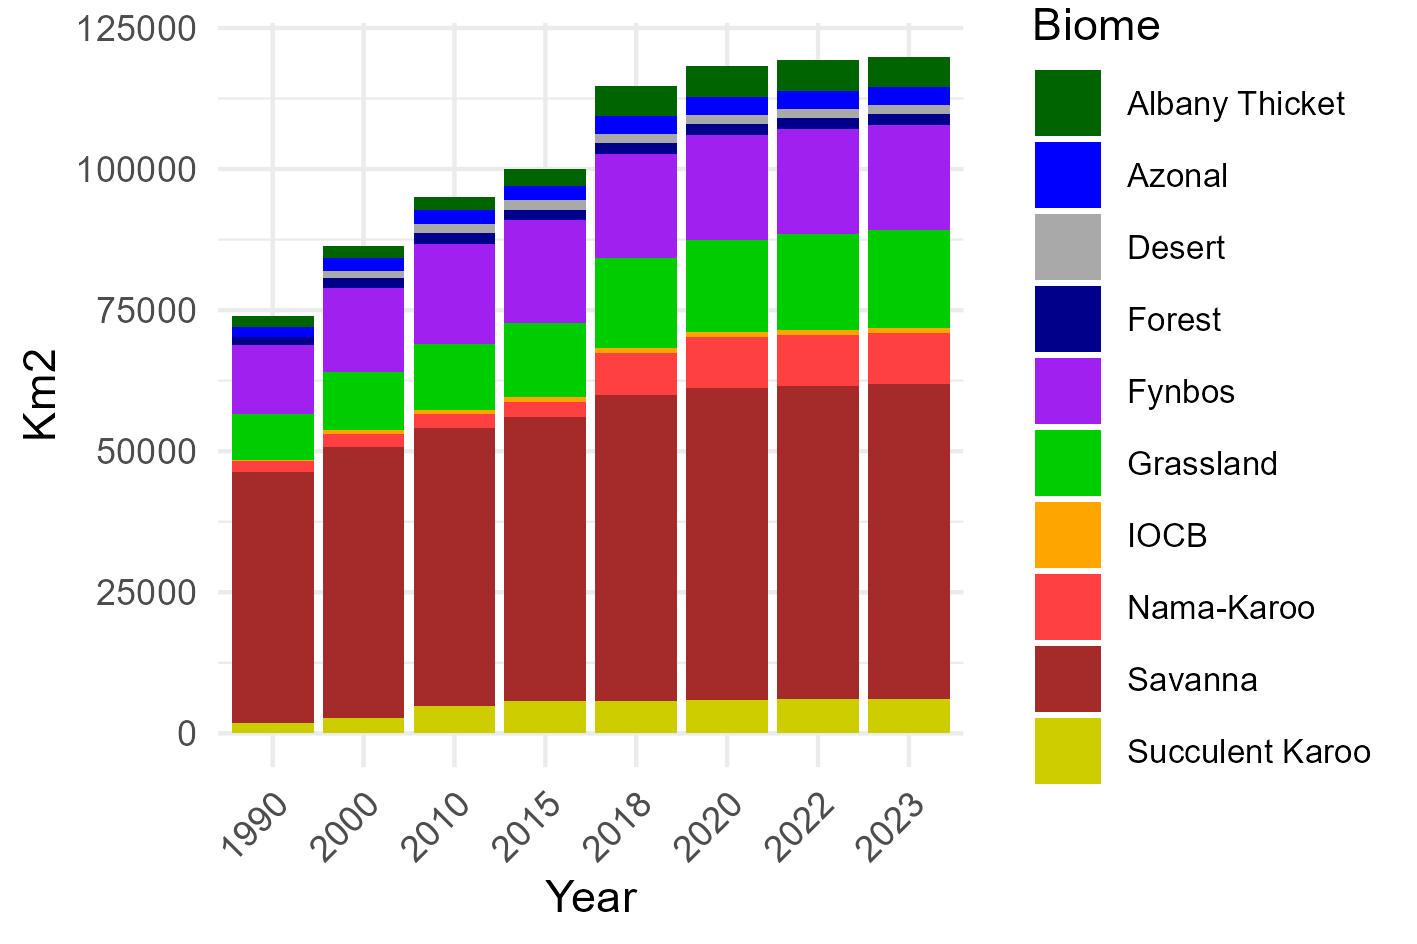 125000
100000
75000
50000
25000
0
Km2
1990
2000
2010
2015
2018
2020
2022
2023
Year
Biome
Albany Thicket
Azonal
Desert
Forest
Fynbos
Grassland
IOCB
Nama-Karoo
Savanna
Succulent Karoo